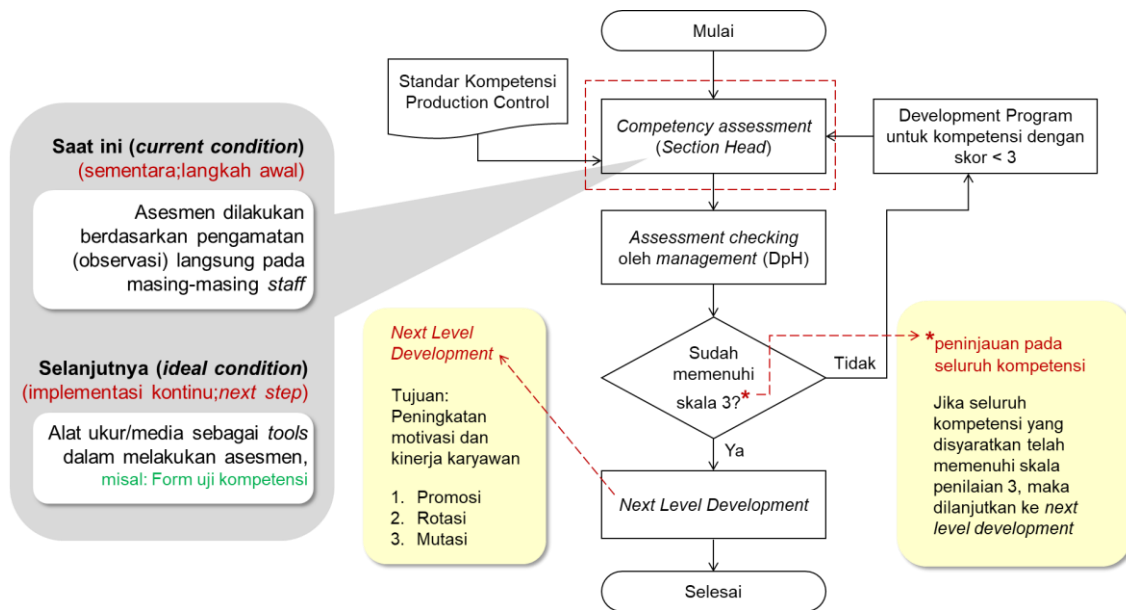 Mulai
Standar Kompetensi
Production Control
Competency assessment
(Section Head)
Development Program
untuk kompetensi dengan
skor < 3
Saat ini (current condition)
(sementara;langkah awal)
Asesmen dilakukan
berdasarkan pengamatan
(observasi) langsung pada
masing-masing staff
Selanjutnya (ideal condition)
(implementasi kontinu;next step)
Alat ukur/media sebagai tools
dalam melakukan asesmen,
misal: Form uji kompetensi
Assessment checking
oleh management (DpH)
Next Level
Development
Tujuan:
Peningkatan
motivasi dan
kinerja karyawan
1. Promosi
2. Rotasi
3. Mutasi
Sudah
memenuhi
skala 3?*
Tidak
Ya
*peninjauan pada
seluruh kompetensi
Jika seluruh
kompetensi yang
disyaratkan telah
memenuhi skala
penilaian 3, maka
dilanjutkan ke next
level development
Next Level Development
Selesai